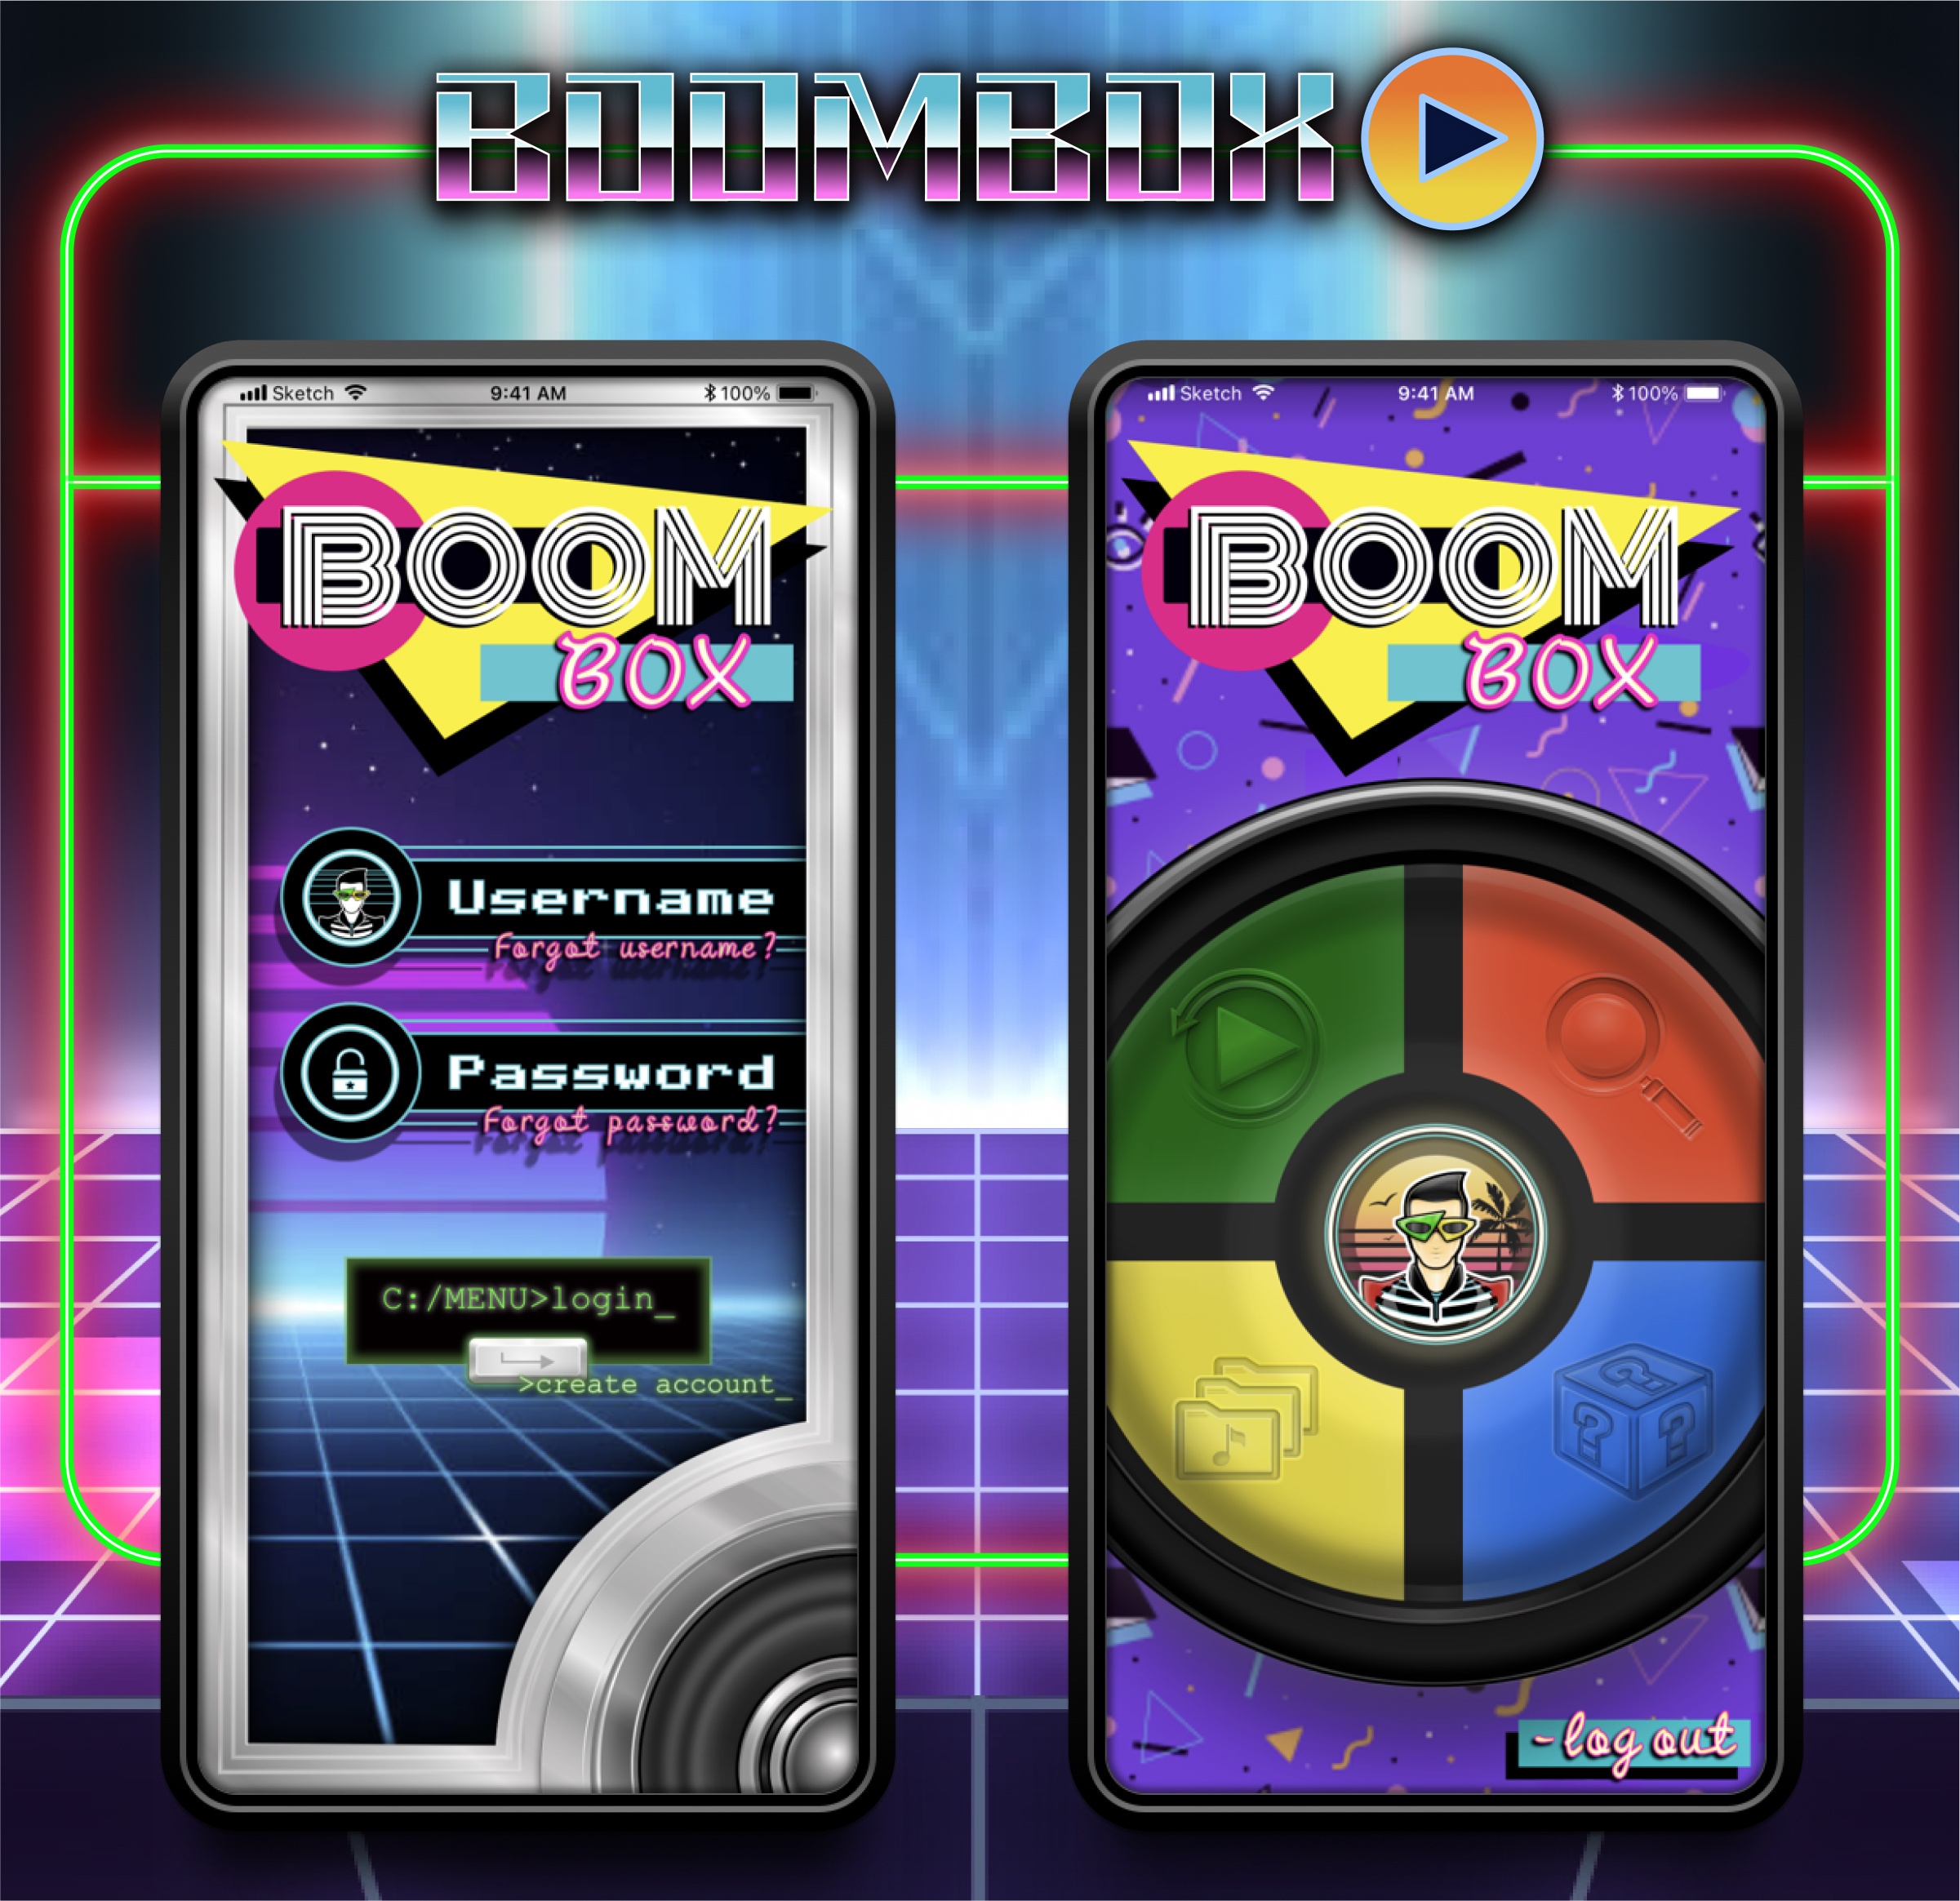 BOOMBOX
Sketch 9:41 AM 100%
BOOM
BOX
Username
Forgot username?
Password
Forgot password?
C:/MENU>login_
>create account_
Sketch 9:41 AM 100%
BOOM
BOX
? ? ?
-log out